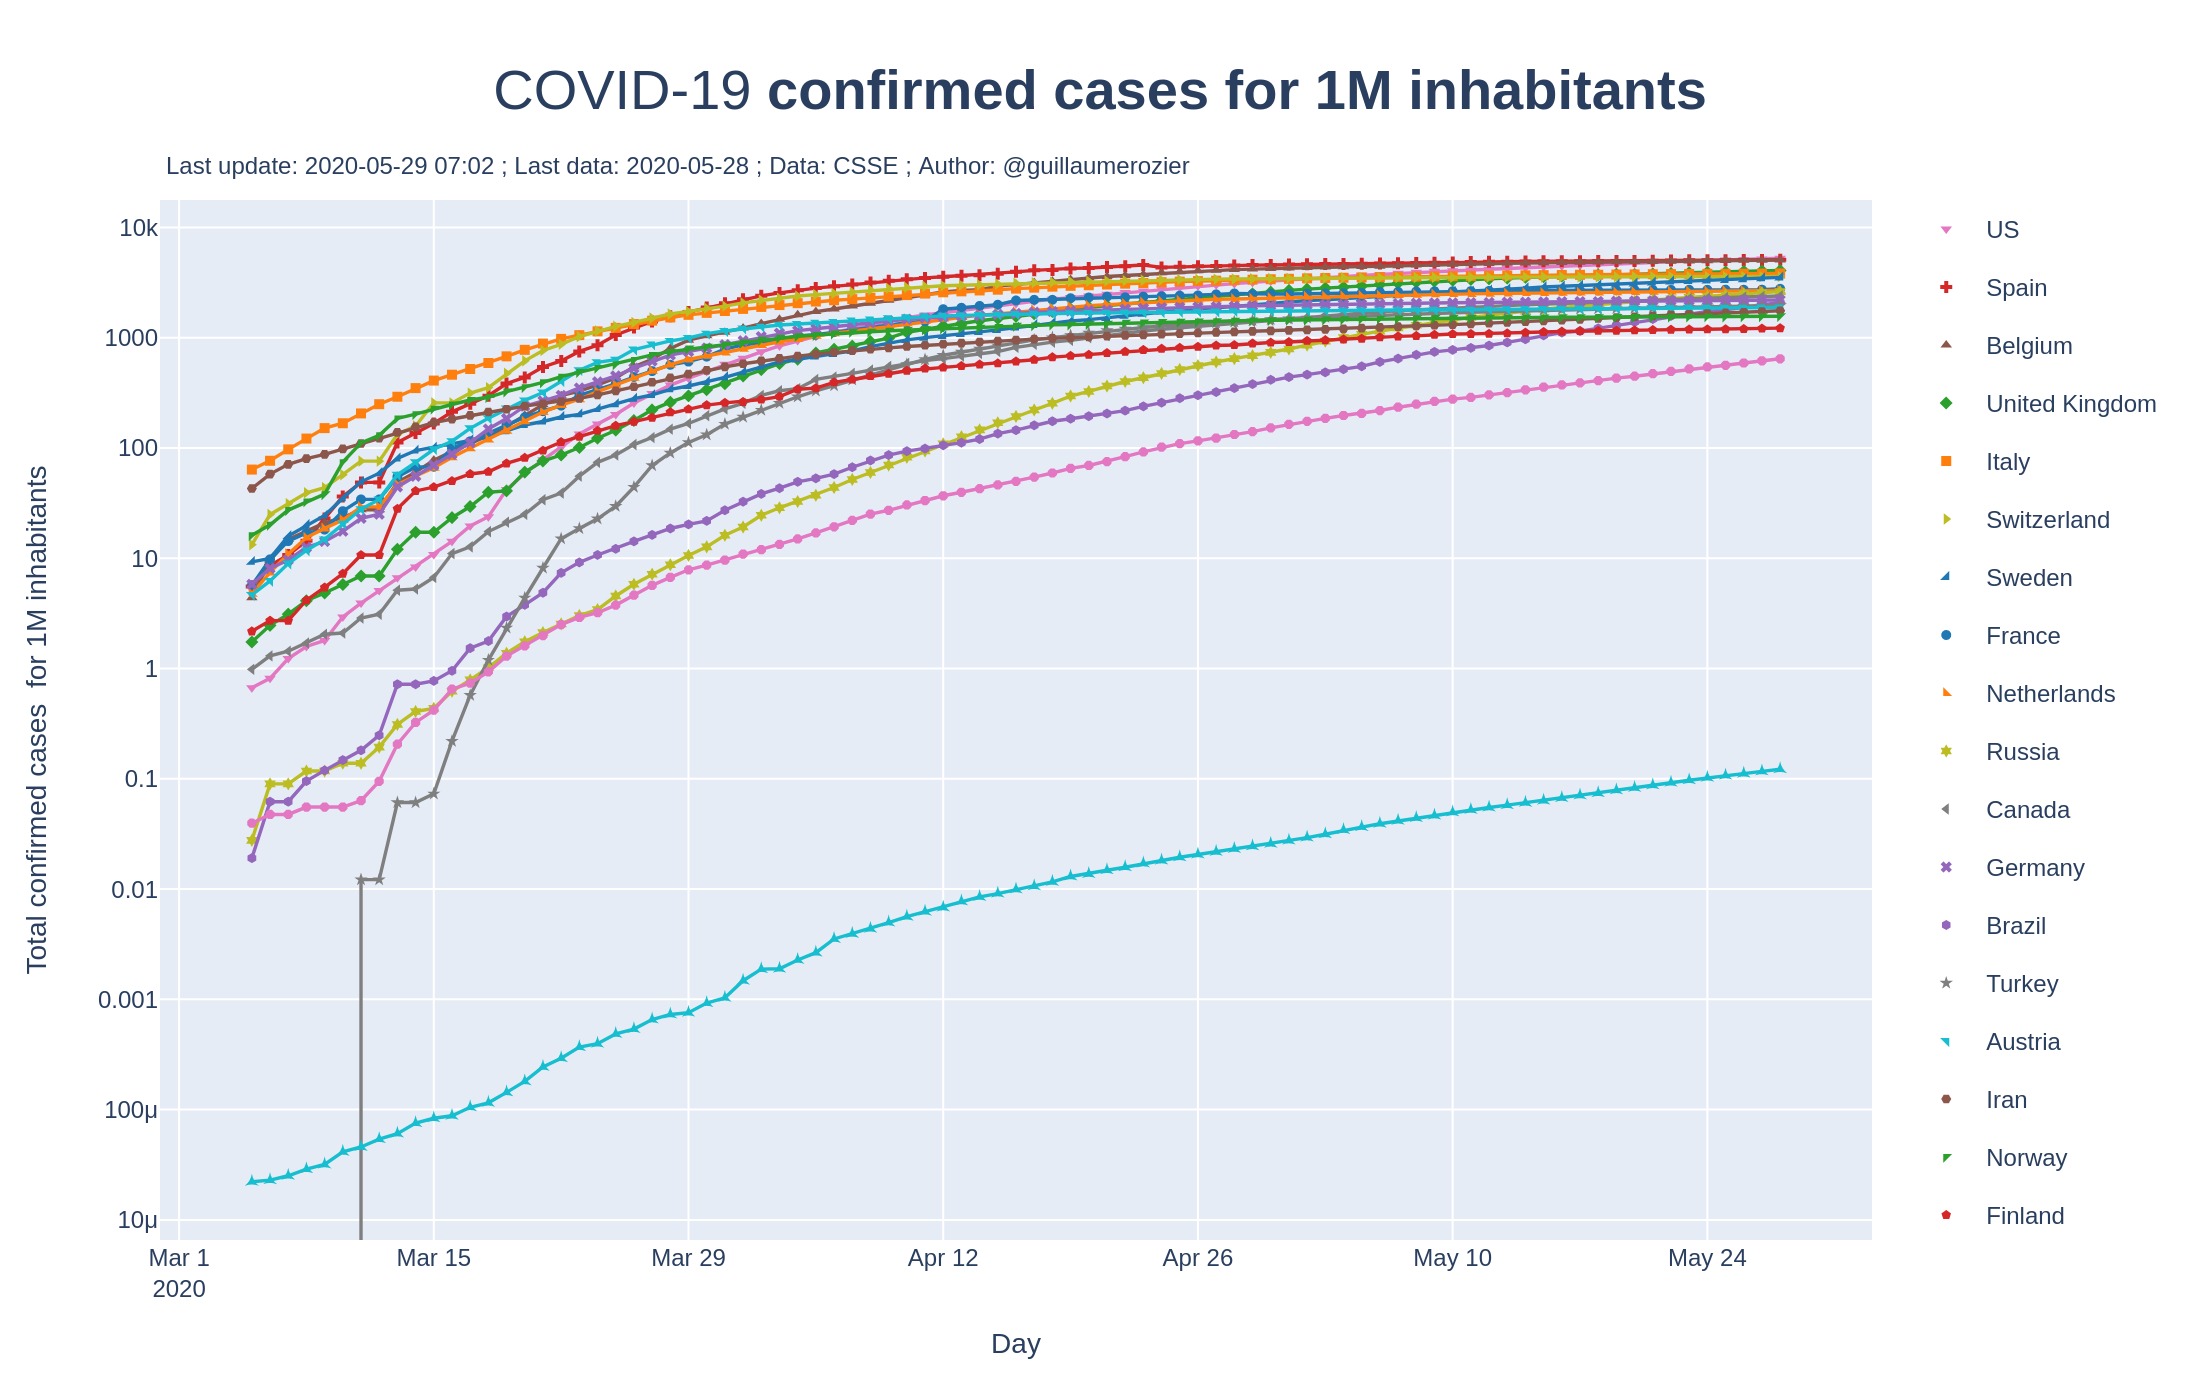 COVID-19 confirmed cases for 1M inhabitants
Last update: 2020-05-29 07:02 ; Last data: 2020-05-28 ; Data: CSSE ; Author: @guillaumerozier
Total confirmed cases for 1M inhabitants
10k
1000
100
10
1
0.1
0.01
0.001
100μ
10μ
Mar 1
2020
Mar 15
Mar 29
Apr 12
Apr 26
May 10
May 24
Day
US
Spain
Belgium
United Kingdom
Italy
Switzerland
Sweden
France
Netherlands
Russia
Canada
Germany
Brazil
Turkey
Austria
Iran
Norway
Finland